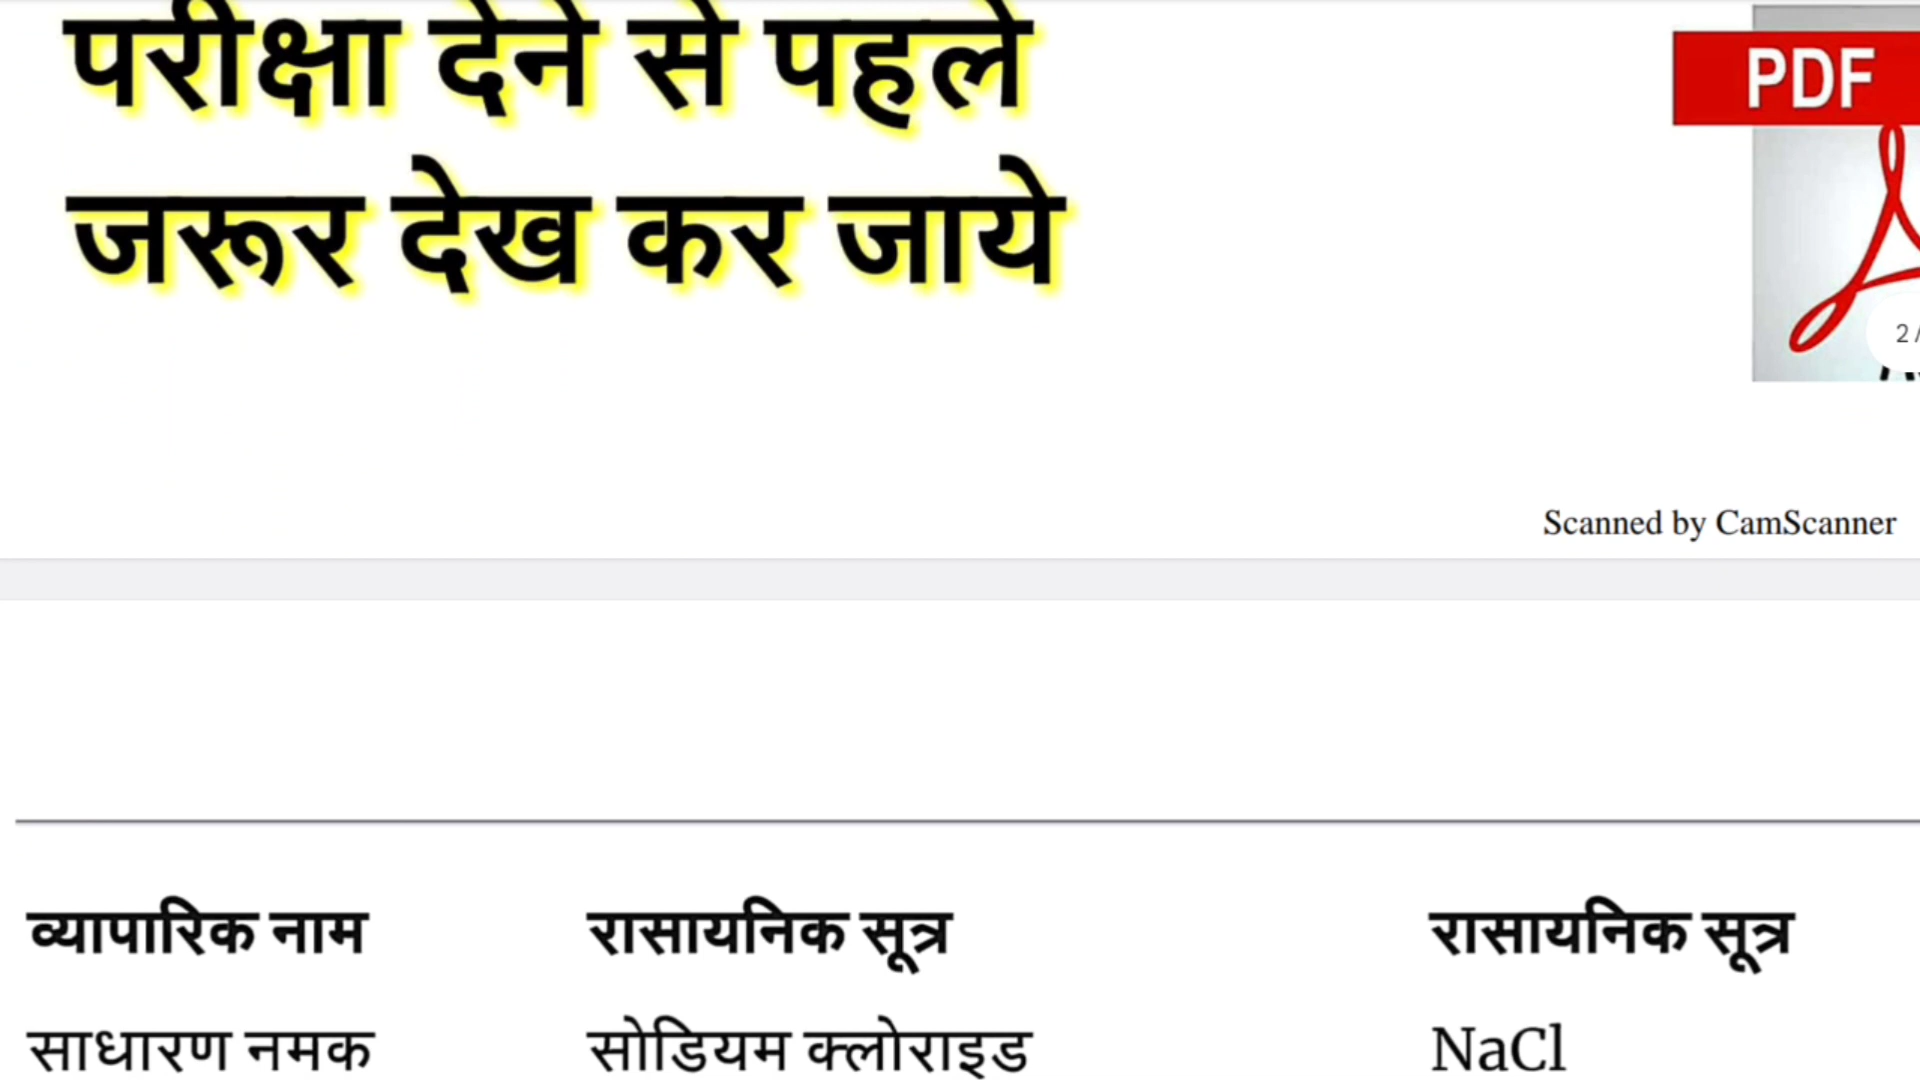 परीक्षा देने से पहले
जरूर देख कर जाये
PDF
2 /
Scanned by CamScanner
व्यापारिक नाम रासायनिक सूत्र रासायनिक सूत्र
साधारण नमक सोडियम क्लोराइड NaCl